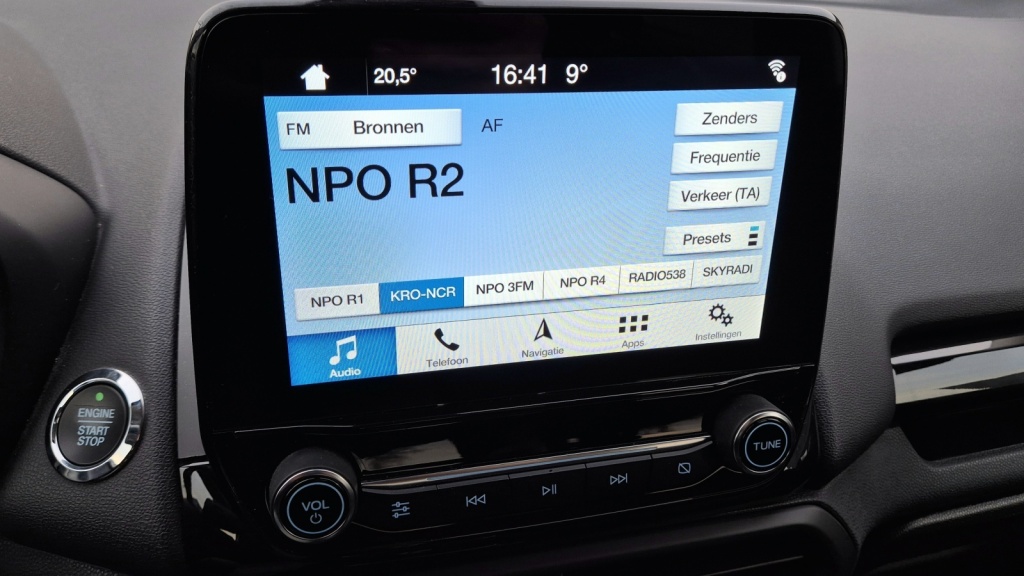 20,5° 16:41 9°
FM Bronnen AF Zenders
NPO R2
Frequentie
Verkeer (TA)
Presets
NPO R1 KRO-NCR NPO 3FM NPO R4 RADIO538 SKYRADI
Audio Telefoon Navigatie Apps Instellingen
ENGINE
START
STOP
VOL
TUNE